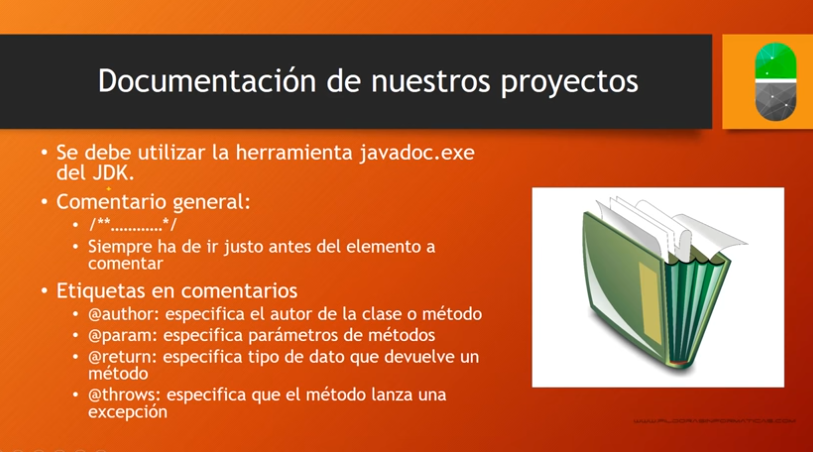 Documentación de nuestros proyectos
• Se debe utilizar la herramienta javadoc.exe
del JDK.
• Comentario general:
• /**............*/
• Siempre ha de ir justo antes del elemento a
comentar
• Etiquetas en comentarios
• @author: especifica el autor de la clase o método
• @param: especifica parámetros de métodos
• @return: especifica tipo de dato que devuelve un
método
• @throws: especifica que el método lanza una
excepción
WWW.PILDORASINFORMATICAS.COM